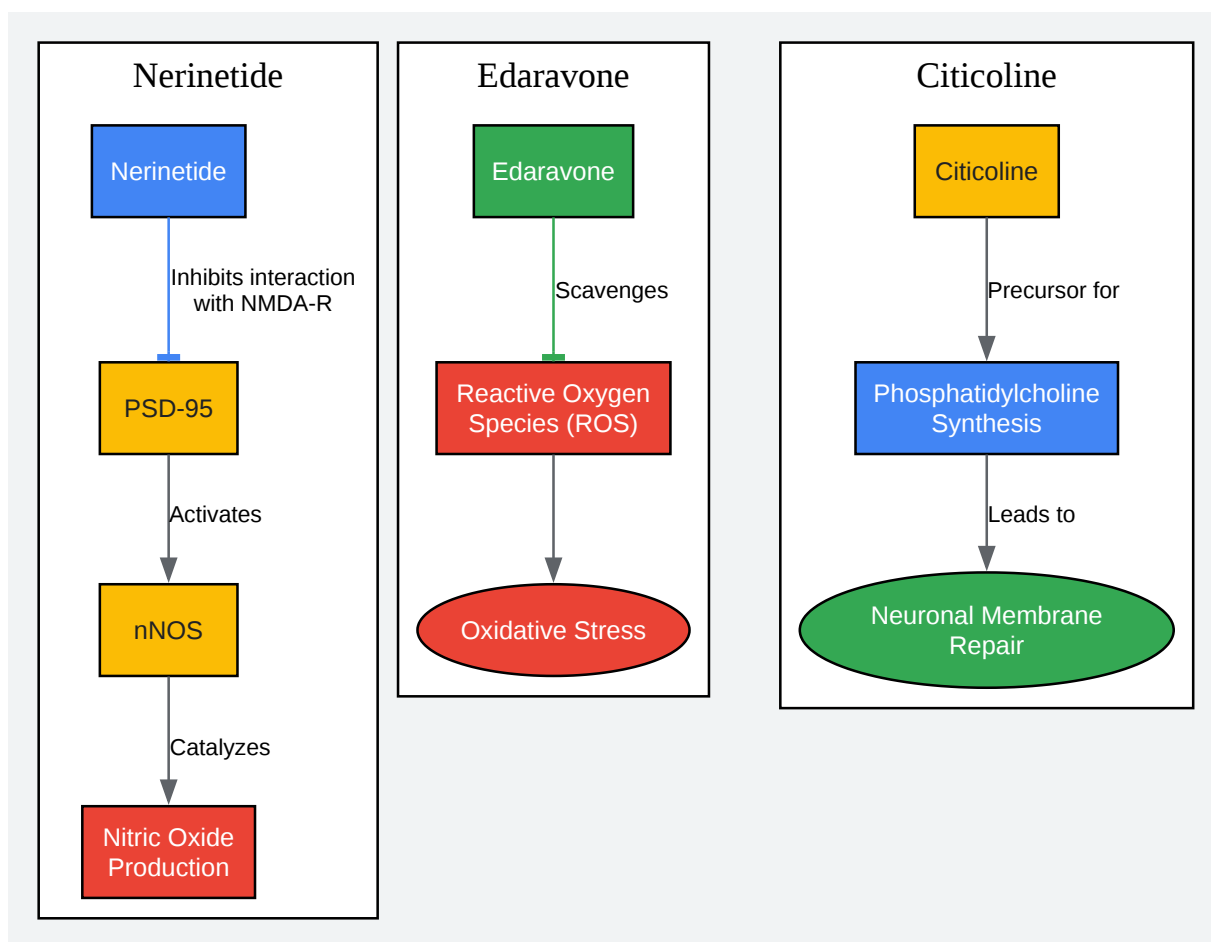 Nerinetide
Nerinetide
Inhibits interaction
with NMDA-R
PSD-95
Activates
nNOS
Catalyzes
Nitric Oxide
Production
Edaravone
Edaravone
Scavenges
Reactive Oxygen
Species (ROS)
Oxidative Stress
Citicoline
Citicoline
Precursor for
Phosphatidylcholine
Synthesis
Leads to
Neuronal Membrane
Repair